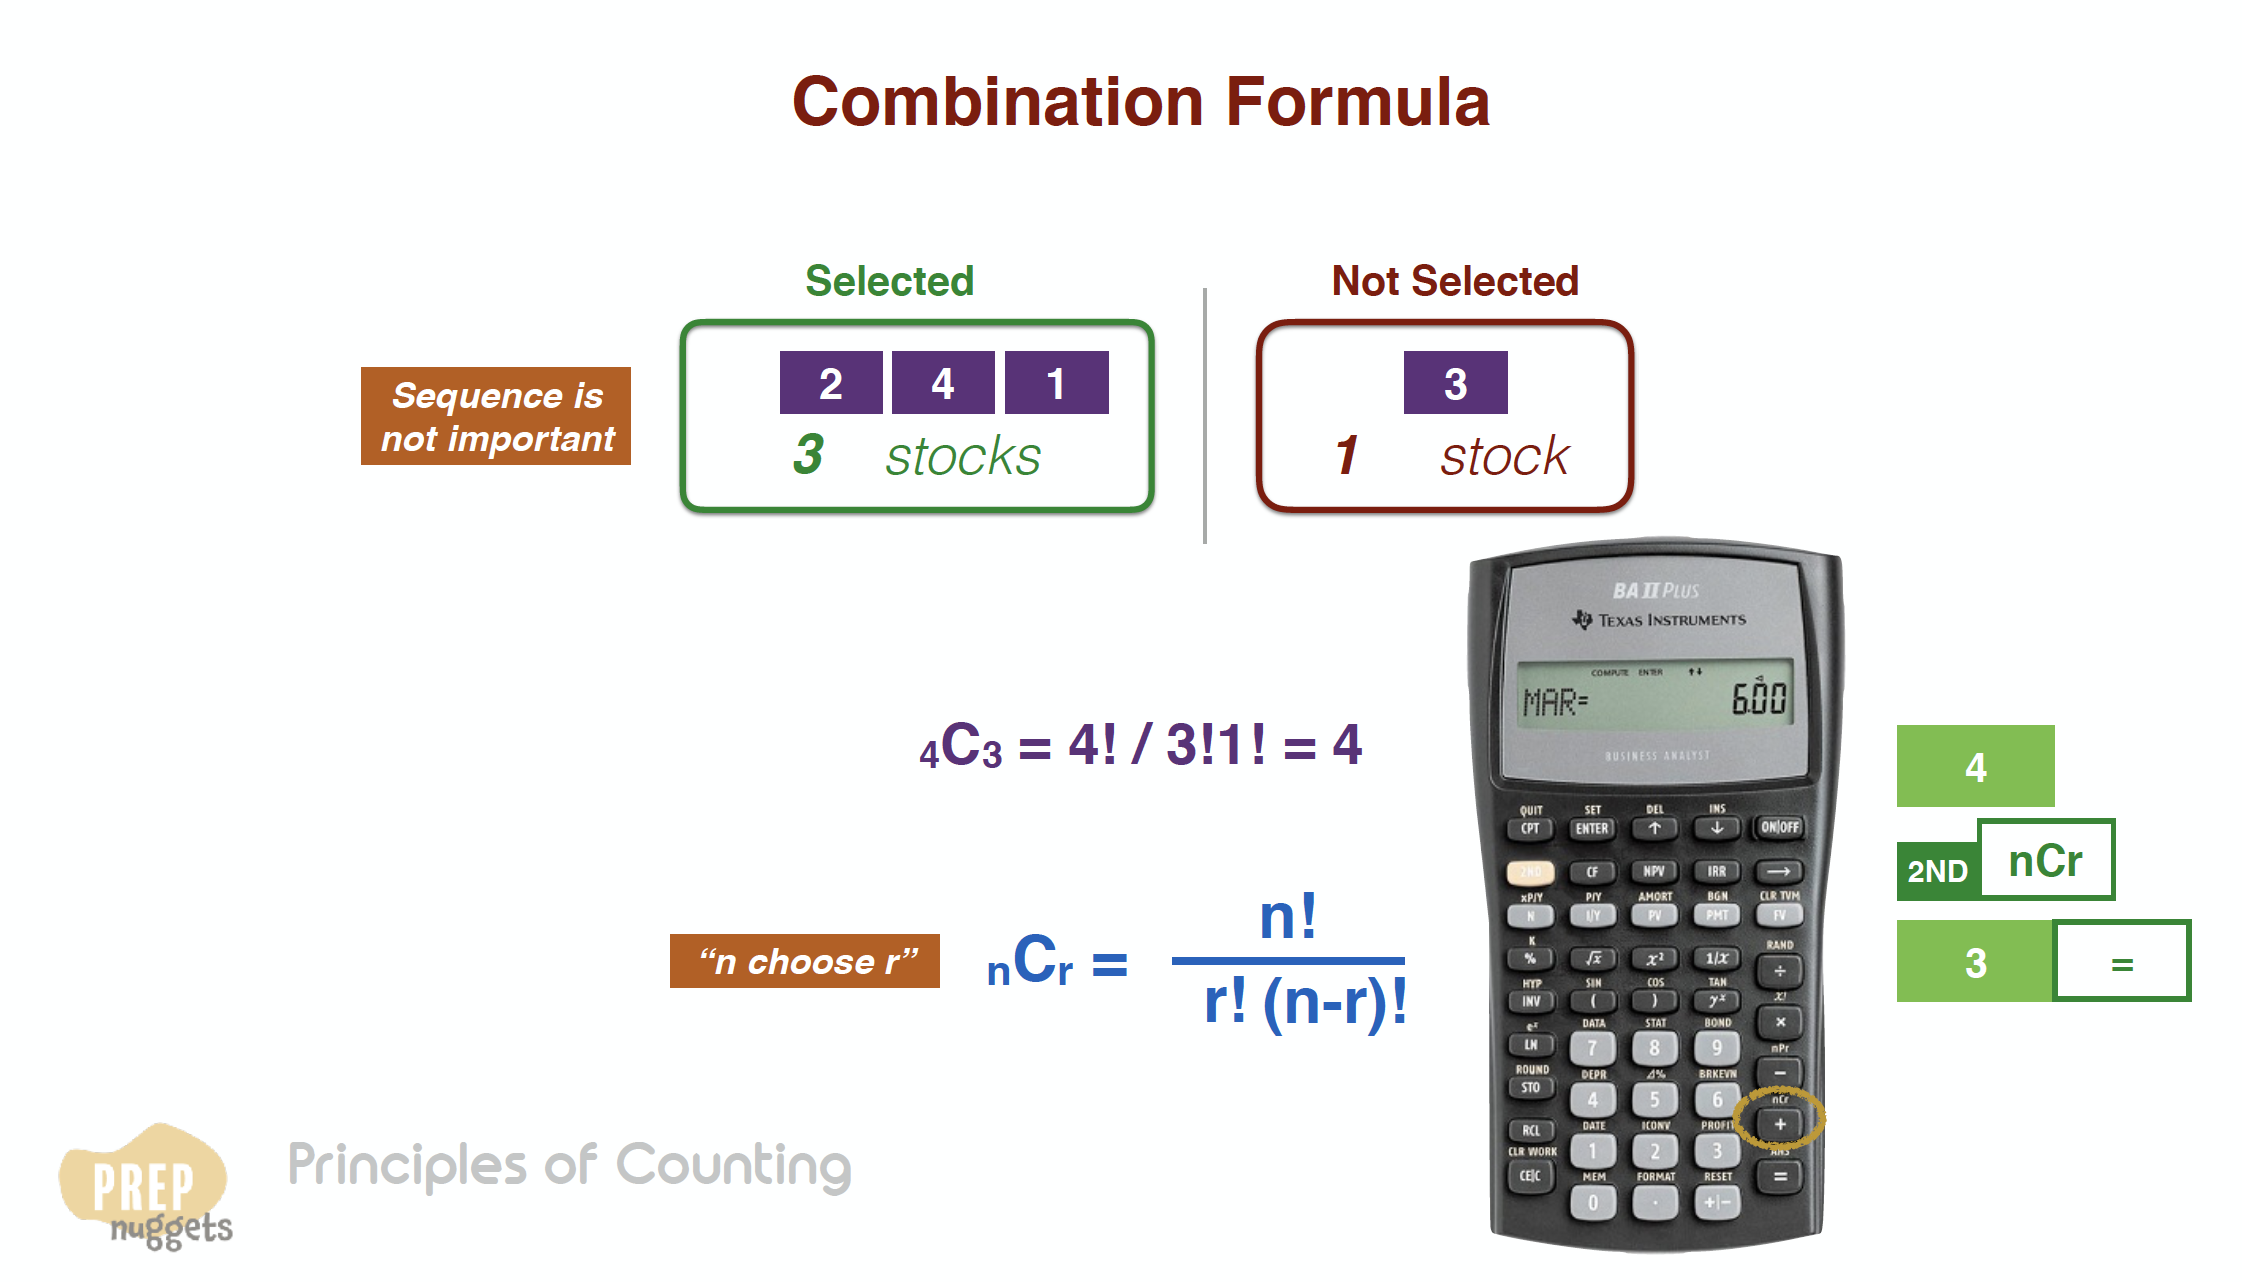 Combination Formula
Selected
Not Selected
Sequence is
not important
2 4 1
3 stocks
3
1 stock
BA II PLUS
TEXAS INSTRUMENTS
COMPUTE ENTER ↑↓
MAR= 6.00
BUSINESS ANALYST
₄C₃ = 4! / 3!1! = 4
4
2ND nCr
3 =
“n choose r”
ₙCᵣ =
n!
r! (n-r)!
QUIT SET DEL INS
CPT ENTER ↑ ↓ ON|OFF
2ND CF NPV IRR →
xP/Y P/Y AMORT BGN CLR TVM
N I/Y PV PMT FV
K RAND
% √x x² 1/x ÷
HYP SIN COS TAN x!
INV ( ) yˣ ×
eˣ DATA STAT BOND nPr
LN 7 8 9 −
ROUND DEPR Δ% BRKEVN nCr
STO 4 5 6 +
DATE ICONV PROFIT ANS
RCL 1 2 3 =
CLR WORK MEM FORMAT RESET
CE|C 0 . +|−
PREP
nuggets
Principles of Counting